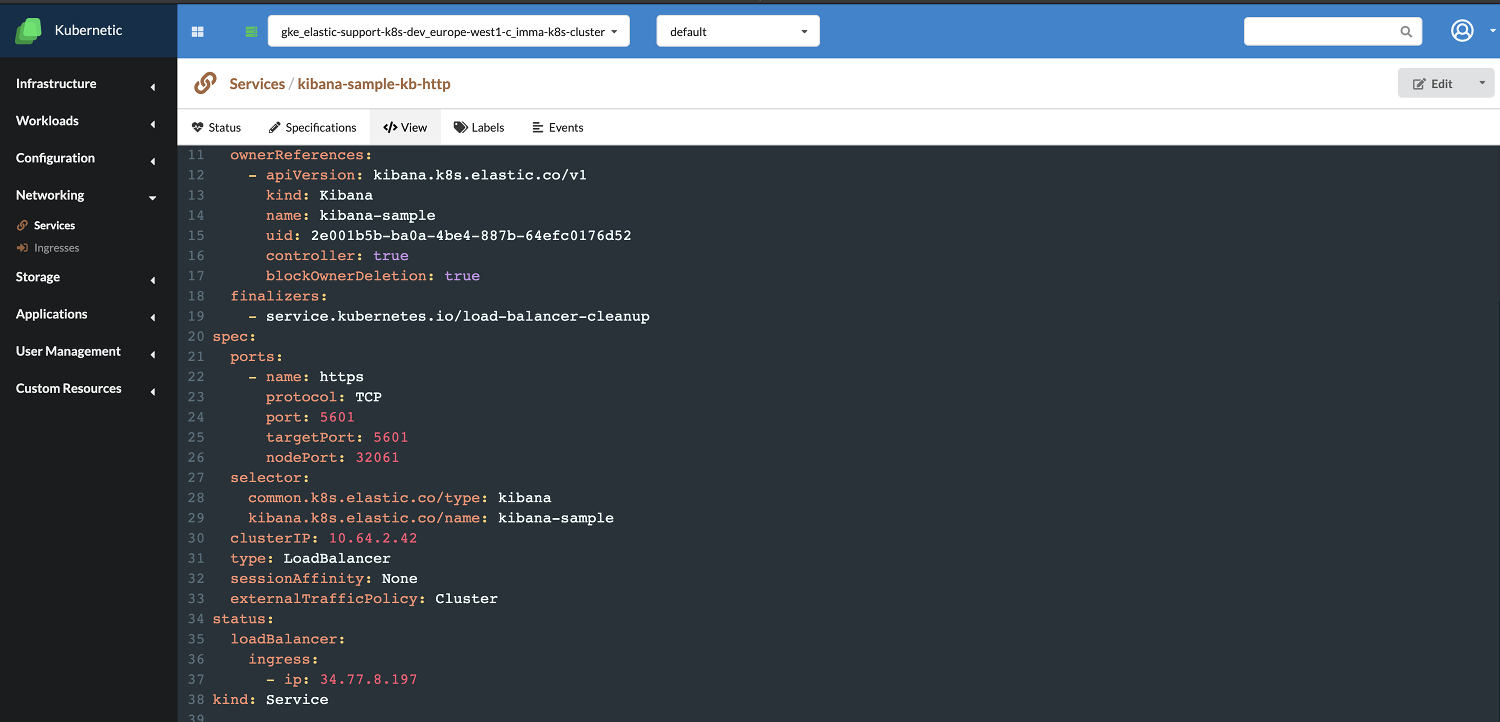 Kubernetic
gke_elastic-support-k8s-dev_europe-west1-c_imma-k8s-cluster
default
Infrastructure
Workloads
Configuration
Networking
Services
Ingresses
Storage
Applications
User Management
Custom Resources
Services / kibana-sample-kb-http
Edit
Status
Specifications
</> View
Labels
Events
11 ownerReferences:
12 - apiVersion: kibana.k8s.elastic.co/v1
13 kind: Kibana
14 name: kibana-sample
15 uid: 2e001b5b-ba0a-4be4-887b-64efc0176d52
16 controller: true
17 blockOwnerDeletion: true
18 finalizers:
19 - service.kubernetes.io/load-balancer-cleanup
20 spec:
21 ports:
22 - name: https
23 protocol: TCP
24 port: 5601
25 targetPort: 5601
26 nodePort: 32061
27 selector:
28 common.k8s.elastic.co/type: kibana
29 kibana.k8s.elastic.co/name: kibana-sample
30 clusterIP: 10.64.2.42
31 type: LoadBalancer
32 sessionAffinity: None
33 externalTrafficPolicy: Cluster
34 status:
35 loadBalancer:
36 ingress:
37 - ip: 34.77.8.197
38 kind: Service
39